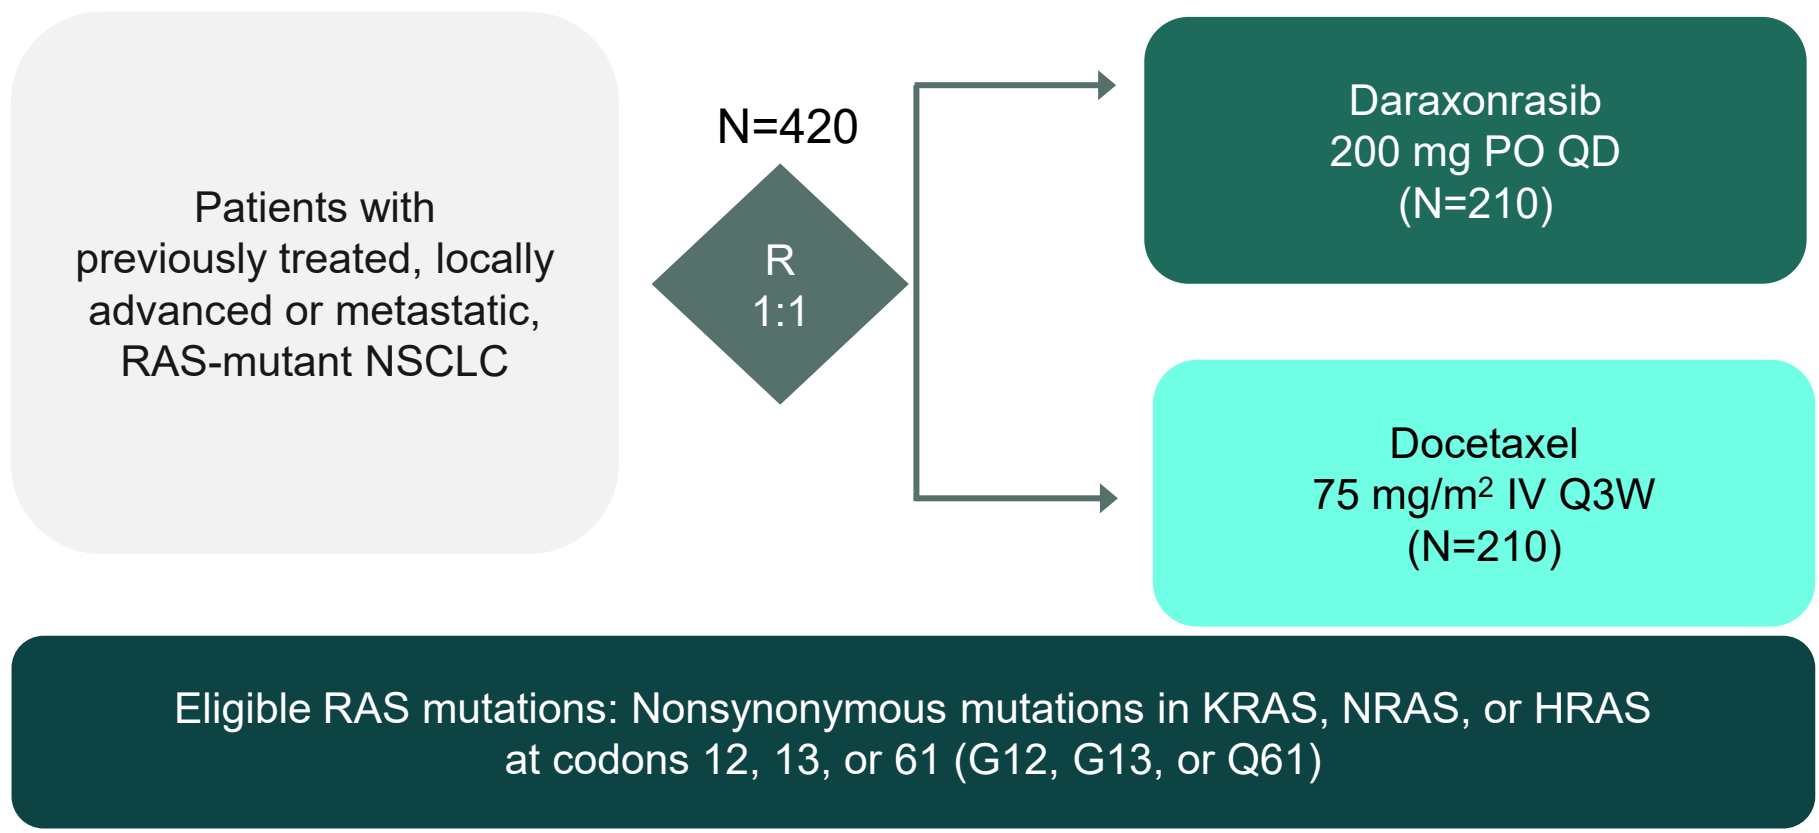 Patients with
previously treated, locally
advanced or metastatic,
RAS-mutant NSCLC
N=420
R
1:1
Daraxonrasib
200 mg PO QD
(N=210)
Docetaxel
75 mg/m² IV Q3W
(N=210)
Eligible RAS mutations: Nonsynonymous mutations in KRAS, NRAS, or HRAS
at codons 12, 13, or 61 (G12, G13, or Q61)